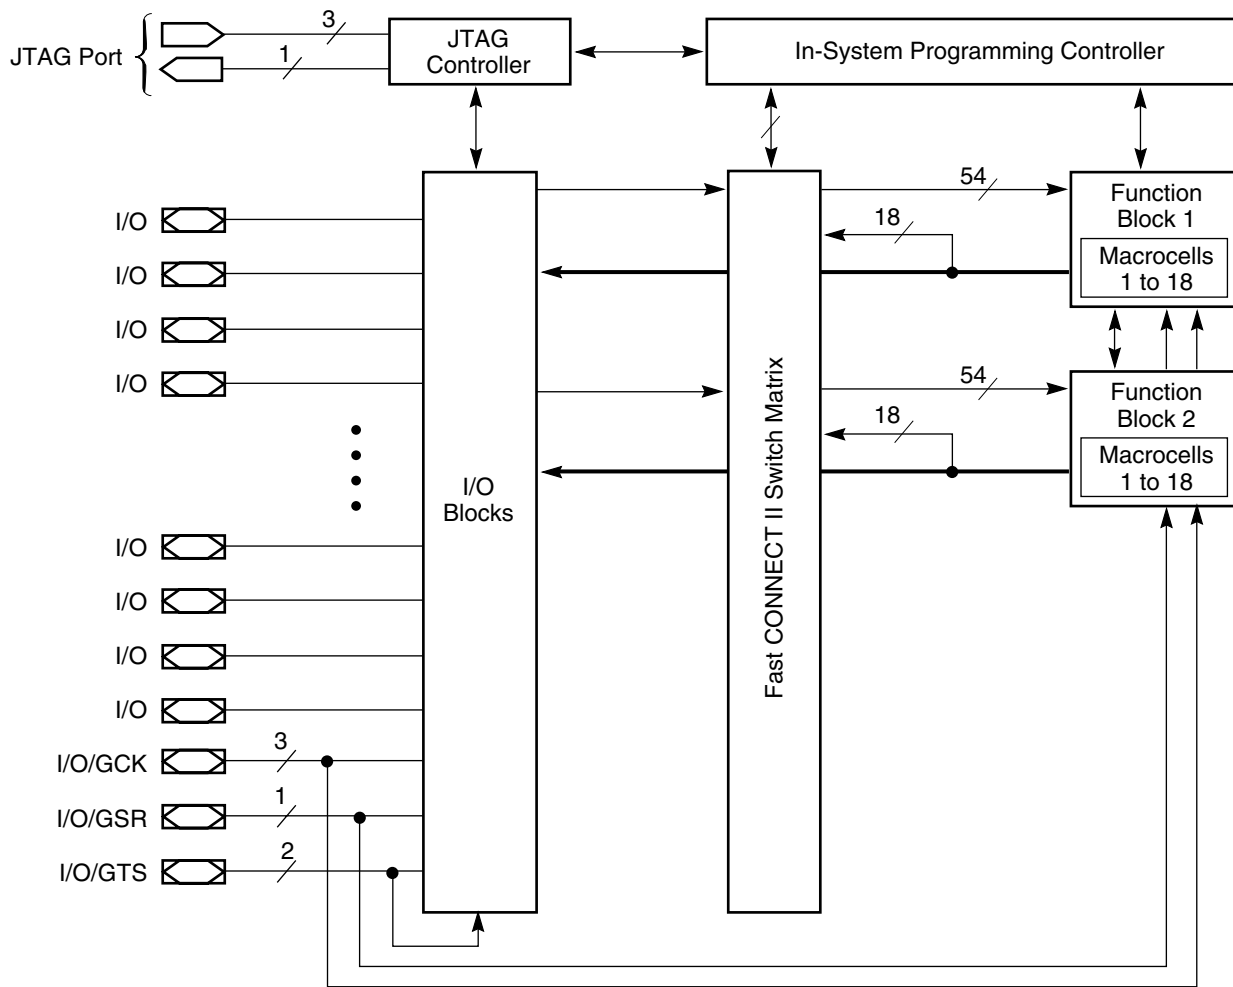 JTAG Port
3
1
JTAG
Controller
In-System Programming Controller
I/O
I/O
I/O
I/O
I/O
I/O
I/O
I/O
I/O/GCK
3
I/O/GSR
1
I/O/GTS
2
I/O
Blocks
Fast CONNECT II Switch Matrix
54
18
Function
Block 1
Macrocells
1 to 18
54
18
Function
Block 2
Macrocells
1 to 18